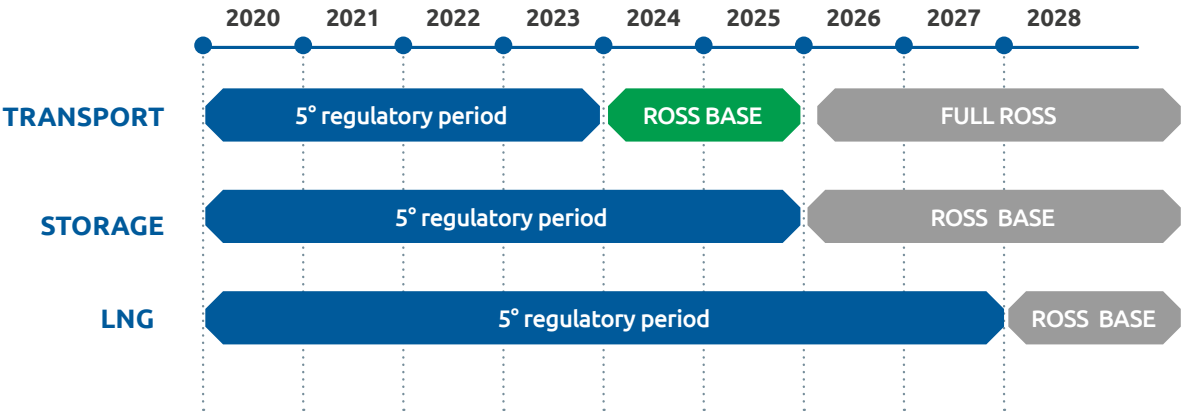 2020 2021 2022 2023 2024 2025 2026 2027 2028
TRANSPORT 5° regulatory period ROSS BASE FULL ROSS
STORAGE 5° regulatory period ROSS BASE
LNG 5° regulatory period ROSS BASE